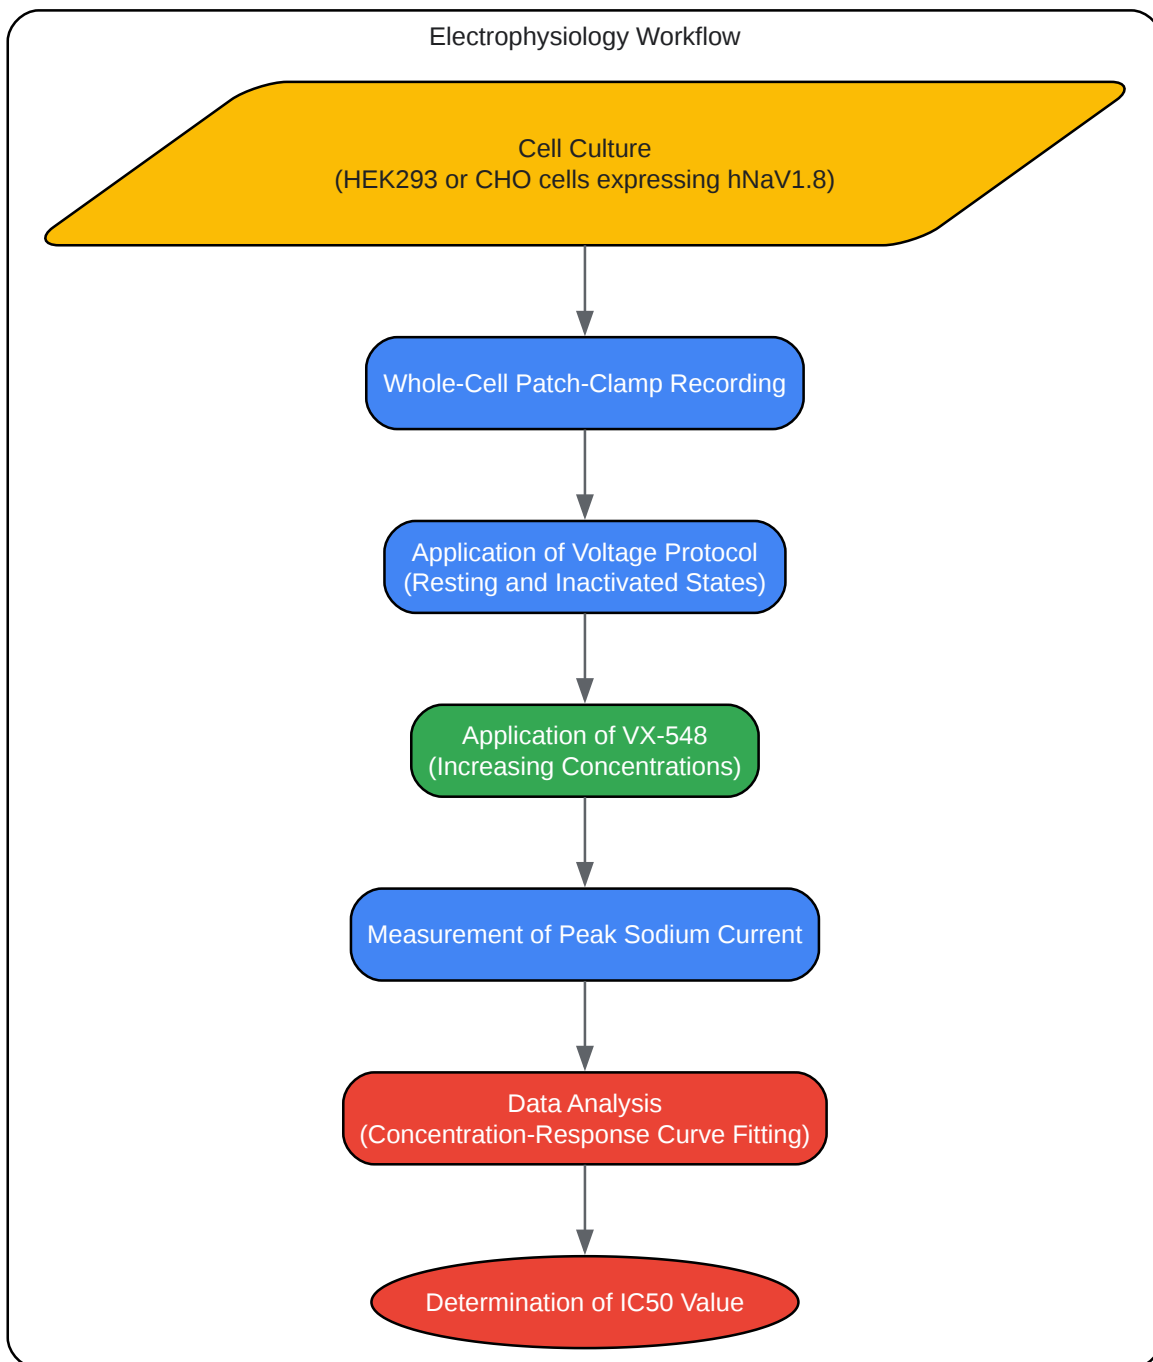 Electrophysiology Workflow
Cell Culture
(HEK293 or CHO cells expressing hNaV1.8)
Whole-Cell Patch-Clamp Recording
Application of Voltage Protocol
(Resting and Inactivated States)
Application of VX-548
(Increasing Concentrations)
Measurement of Peak Sodium Current
Data Analysis
(Concentration-Response Curve Fitting)
Determination of IC50 Value